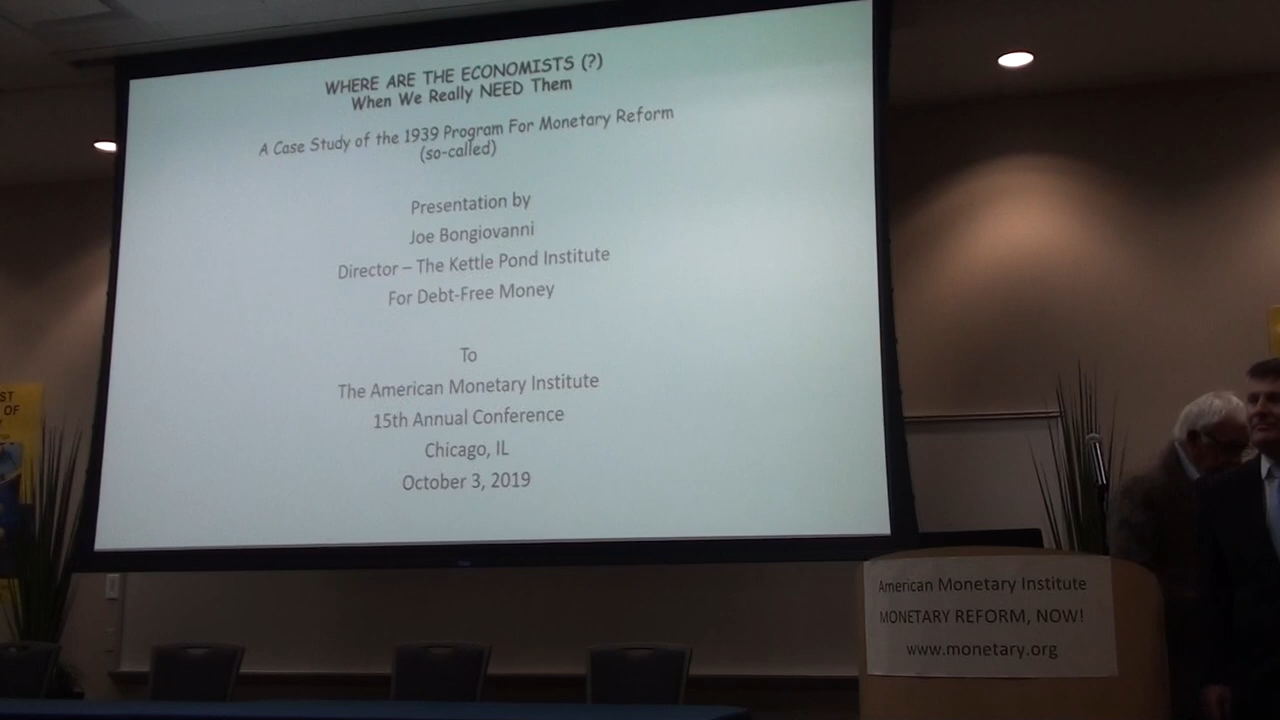 WHERE ARE THE ECONOMISTS (?)
When We Really NEED Them
A Case Study of the 1939 Program For Monetary Reform
(so-called)
Presentation by
Joe Bongiovanni
Director – The Kettle Pond Institute
For Debt-Free Money
To
The American Monetary Institute
15th Annual Conference
Chicago, IL
October 3, 2019
American Monetary Institute
MONETARY REFORM, NOW!
www.monetary.org
ST
OF